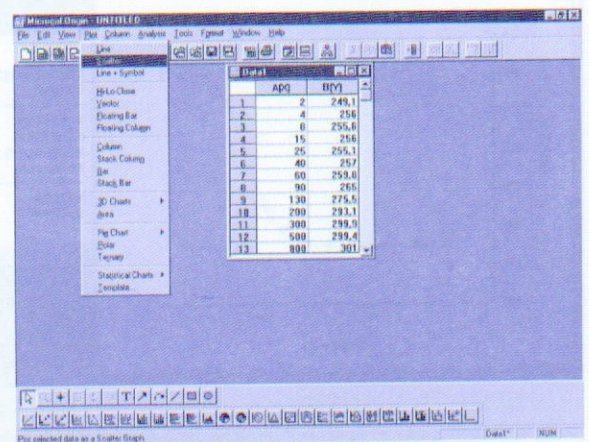 Microcal Origin - UNTITLED
File Edit View Plot Column Analysis Tools Format Window Help
Line
Scatter
Line + Symbol
Hi-Lo-Close
Vector
Floating Bar
Floating Column
Column
Stack Column
Bar
Stack Bar
3D Charts
Area
Pie Chart
Polar
Ternary
Statistical Charts
Template...
Data1
A[X] B[Y]
1 2 249,1
2 4 256
3 8 255,6
4 15 256
5 25 255,1
6 40 257
7 60 259,8
8 90 265
9 130 275,5
10 200 293,1
11 300 299,9
12 500 299,4
13 800 301
T
Plot selected data as a Scatter Graph
Data1* NUM